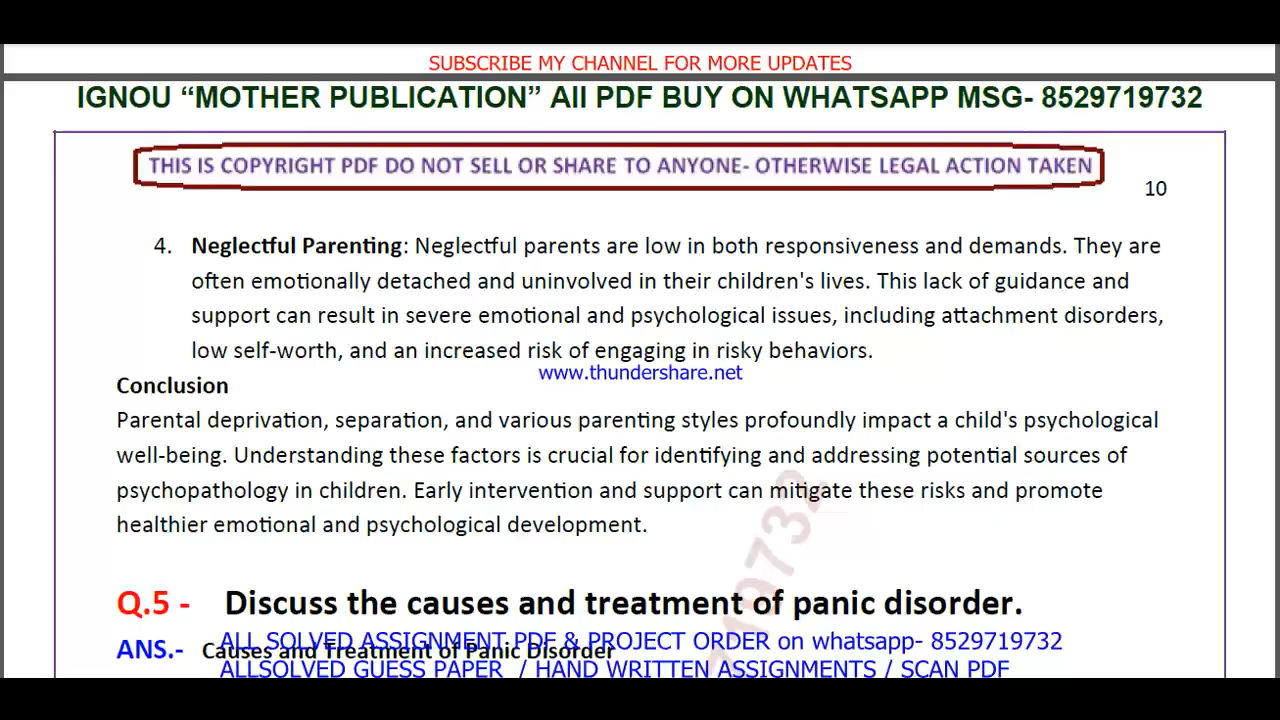 SUBSCRIBE MY CHANNEL FOR MORE UPDATES
IGNOU “MOTHER PUBLICATION” All PDF BUY ON WHATSAPP MSG- 8529719732
THIS IS COPYRIGHT PDF DO NOT SELL OR SHARE TO ANYONE- OTHERWISE LEGAL ACTION TAKEN
10
4. Neglectful Parenting: Neglectful parents are low in both responsiveness and demands. They are
often emotionally detached and uninvolved in their children's lives. This lack of guidance and
support can result in severe emotional and psychological issues, including attachment disorders,
low self-worth, and an increased risk of engaging in risky behaviors.
www.thundershare.net
Conclusion
Parental deprivation, separation, and various parenting styles profoundly impact a child's psychological
well-being. Understanding these factors is crucial for identifying and addressing potential sources of
psychopathology in children. Early intervention and support can mitigate these risks and promote
healthier emotional and psychological development.
719732
Q.5 - Discuss the causes and treatment of panic disorder.
ALL SOLVED ASSIGNMENT PDF & PROJECT ORDER on whatsapp- 8529719732
ANS.- Causes and Treatment of Panic Disorder
ALLSOLVED GUESS PAPER / HAND WRITTEN ASSIGNMENTS / SCAN PDF